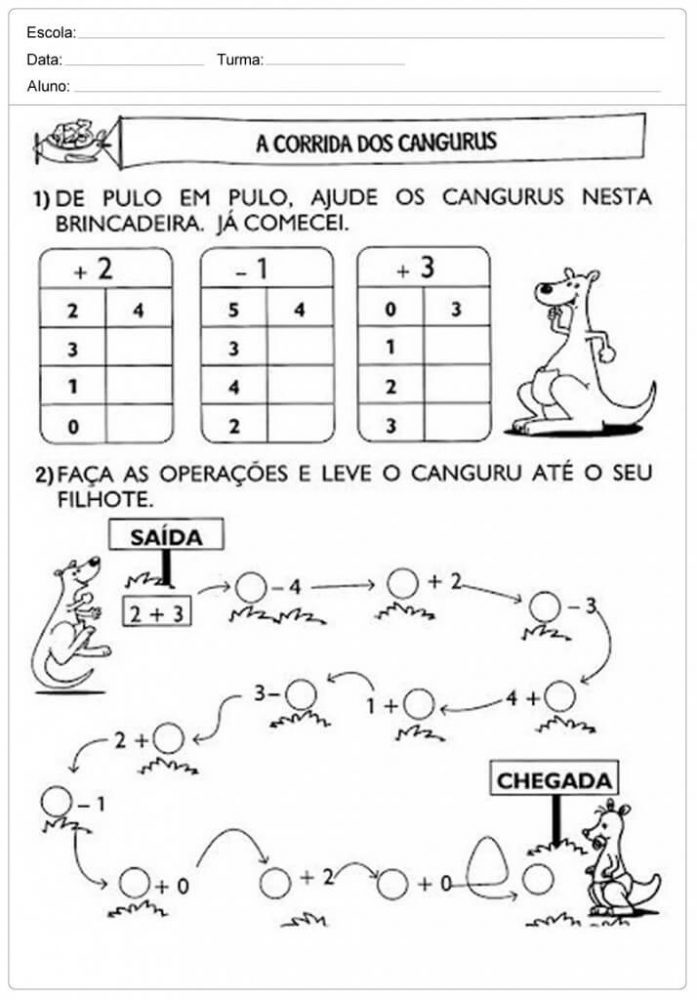 Escola:
Data: Turma:
Aluno:
A CORRIDA DOS CANGURUS
1) DE PULO EM PULO, AJUDE OS CANGURUS NESTA
BRINCADEIRA. JÁ COMECEI.
+ 2 - 1 + 3
2 4 5 4 0 3
3 3 1
1 4 2
0 2 3
2) FAÇA AS OPERAÇÕES E LEVE O CANGURU ATÉ O SEU
FILHOTE.
SAÍDA
2 + 3 - 4 + 2 - 3
3- 1 + 4 +
2 +
CHEGADA
- 1
+ 0 + 2 + 0